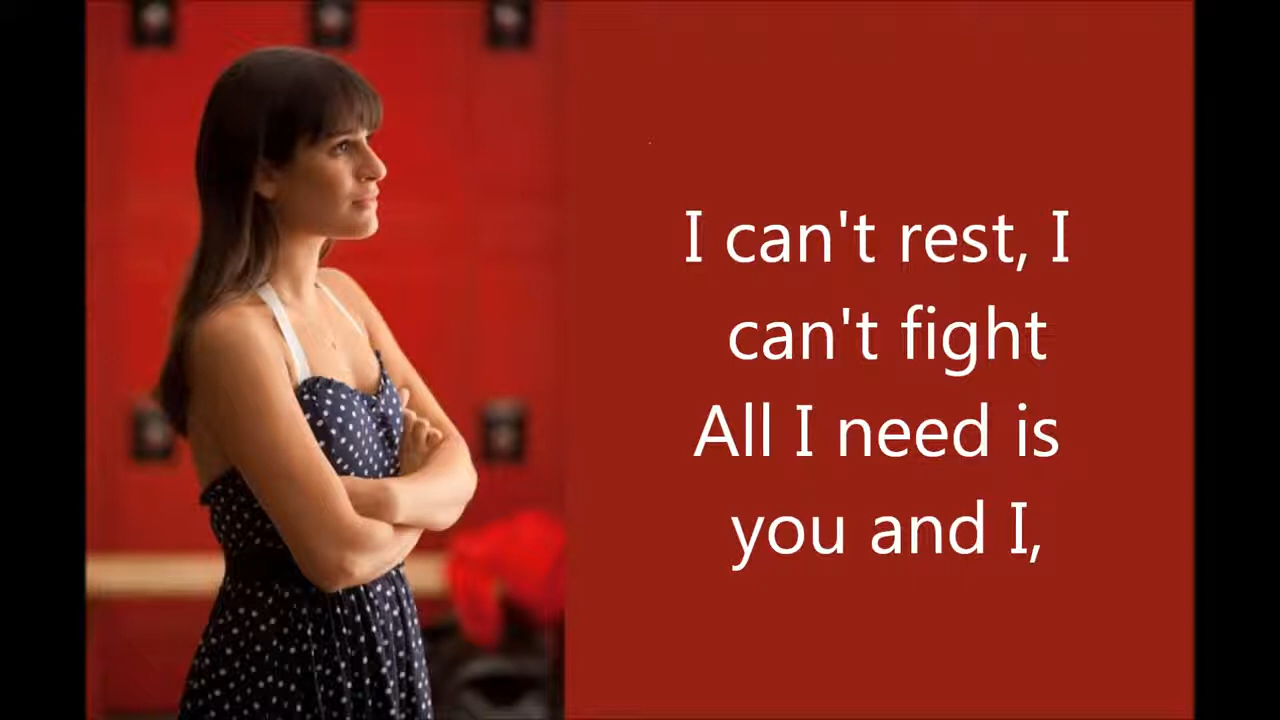 I can't rest, I
can't fight
All I need is
you and I,